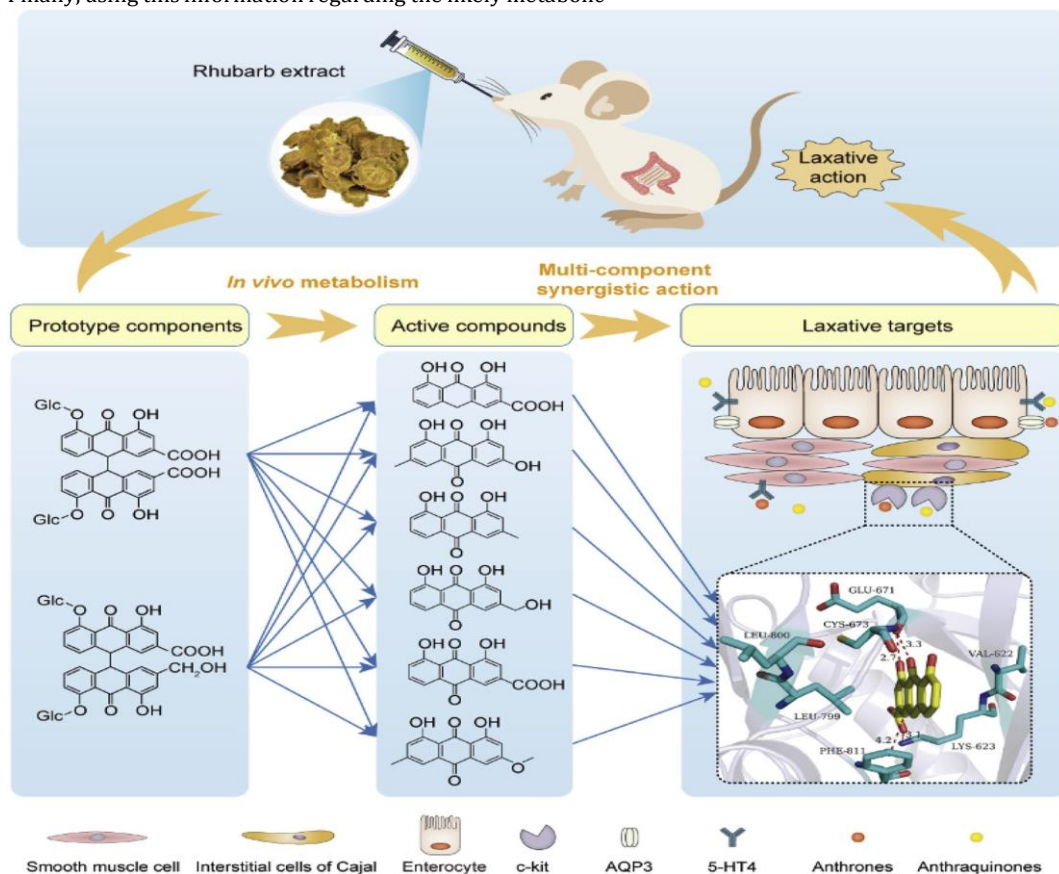 Finally, using this information regarding the likely metabolic
Rhubarb extract
Laxative
action
In vivo metabolism
Multi-component
synergistic action
Prototype components
Active compounds
Laxative targets
Glc
O
O
OH
COOH
COOH
Glc
O
O
OH
Glc
O
O
OH
COOH
CH2OH
Glc
O
O
OH
OH
O
OH
COOH
OH
O
OH
OH
O
OH
O
OH
O
OH
O
OH
OH
O
OH
O
OH
COOH
O
OH
O
OH
O
O
GLU-671
CYS-673
LEU-800
3.3
2.7
VAL-622
LEU-799
4.2
3.1
LYS-623
PHE-811
Smooth muscle cell
Interstitial cells of Cajal
Enterocyte
c-kit
AQP3
5-HT4
Anthrones
Anthraquinones